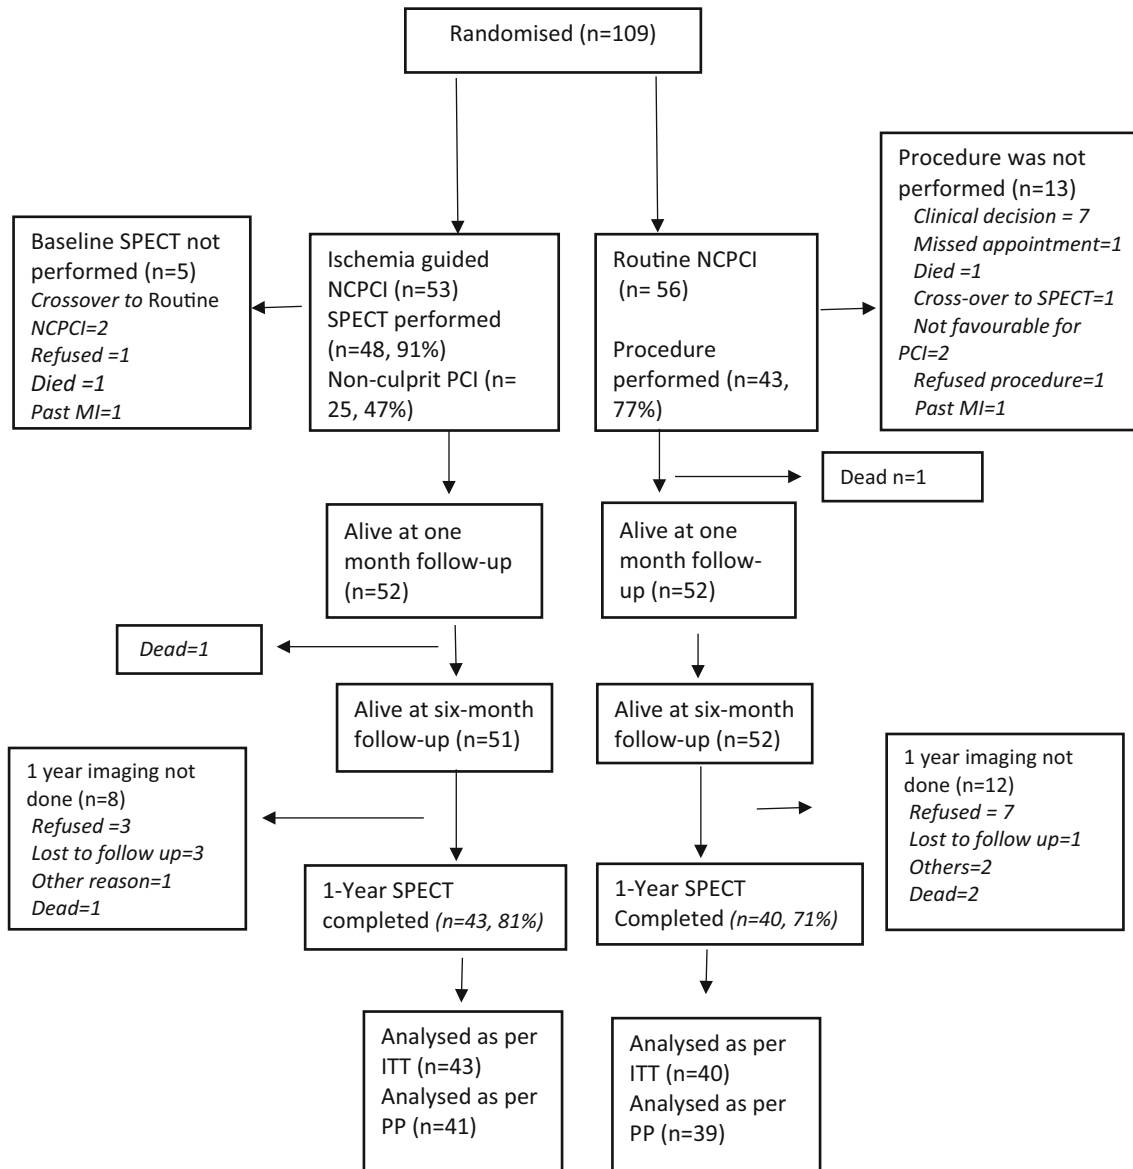 Randomised (n=109)
Procedure was not
performed (n=13)
Clinical decision = 7
Missed appointment=1
Died =1
Cross-over to SPECT=1
Not favourable for
PCI=2
Refused procedure=1
Past MI=1
Baseline SPECT not
performed (n=5)
Crossover to Routine
NCPCI=2
Refused =1
Died =1
Past MI=1
Ischemia guided
NCPCI (n=53)
SPECT performed
(n=48, 91%)
Non-culprit PCI (n=
25, 47%)
Routine NCPCI
(n= 56)
Procedure
performed (n=43,
77%)
Dead n=1
Alive at one
month follow-up
(n=52)
Alive at one
month follow-
up (n=52)
Dead=1
Alive at six-month
follow-up (n=51)
Alive at six-month
follow-up (n=52)
1 year imaging not
done (n=8)
Refused =3
Lost to follow up=3
Other reason=1
Dead=1
1 year imaging not
done (n=12)
Refused = 7
Lost to follow up=1
Others=2
Dead=2
1-Year SPECT
completed (n=43, 81%)
1-Year SPECT
Completed (n=40, 71%)
Analysed as per
ITT (n=43)
Analysed as per
PP (n=41)
Analysed as per
ITT (n=40)
Analysed as per
PP (n=39)